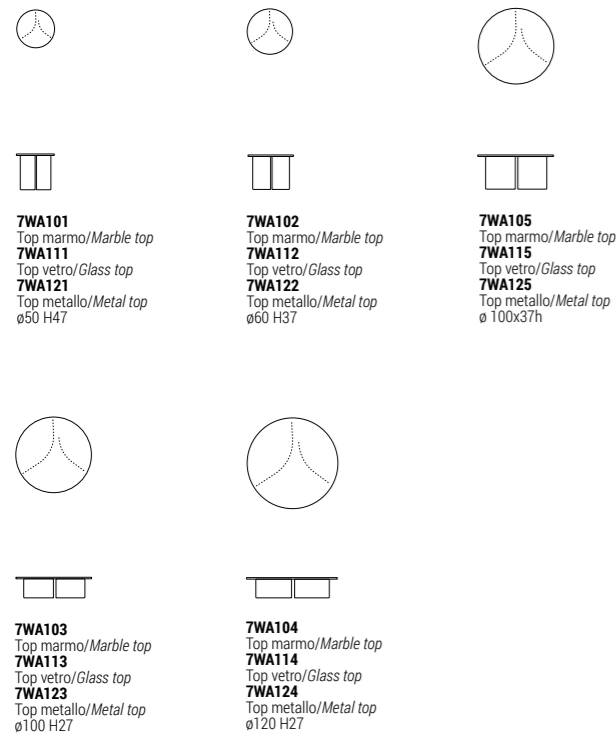 7WA101
Top marmo/Marble top
7WA111
Top vetro/Glass top
7WA121
Top metallo/Metal top
ø50 H47
7WA102
Top marmo/Marble top
7WA112
Top vetro/Glass top
7WA122
Top metallo/Metal top
ø60 H37
7WA105
Top marmo/Marble top
7WA115
Top vetro/Glass top
7WA125
Top metallo/Metal top
ø 100x37h
7WA103
Top marmo/Marble top
7WA113
Top vetro/Glass top
7WA123
Top metallo/Metal top
ø100 H27
7WA104
Top marmo/Marble top
7WA114
Top vetro/Glass top
7WA124
Top metallo/Metal top
ø120 H27